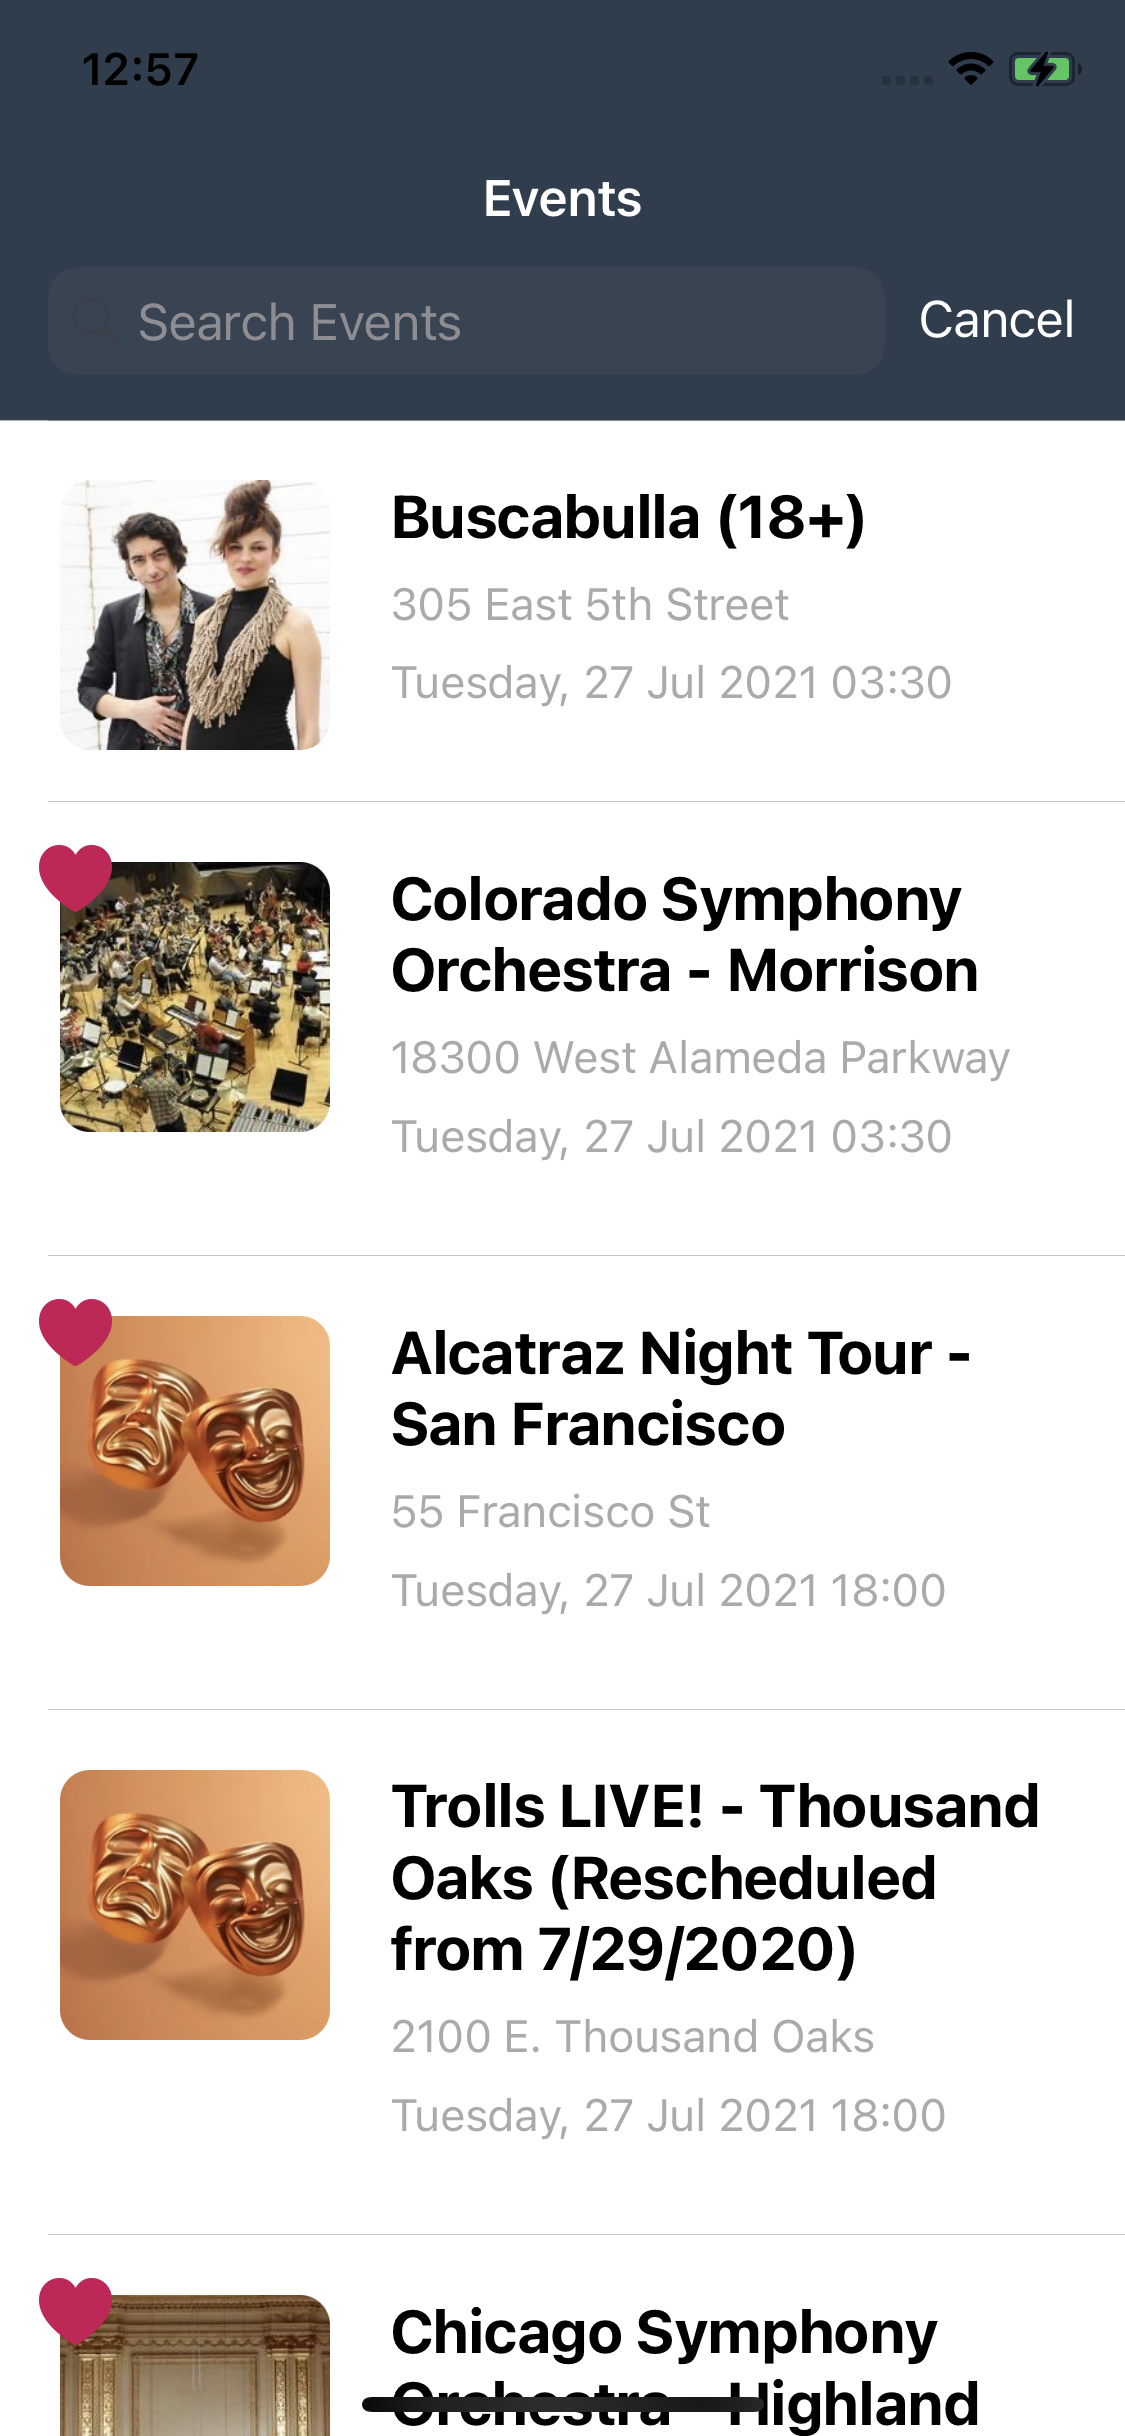 12:57
Events
Search Events
Cancel
Buscabulla (18+)
305 East 5th Street
Tuesday, 27 Jul 2021 03:30
Colorado Symphony
Orchestra - Morrison
18300 West Alameda Parkway
Tuesday, 27 Jul 2021 03:30
Alcatraz Night Tour -
San Francisco
55 Francisco St
Tuesday, 27 Jul 2021 18:00
Trolls LIVE! - Thousand
Oaks (Rescheduled
from 7/29/2020)
2100 E. Thousand Oaks
Tuesday, 27 Jul 2021 18:00
Chicago Symphony
Orchestra - Highland